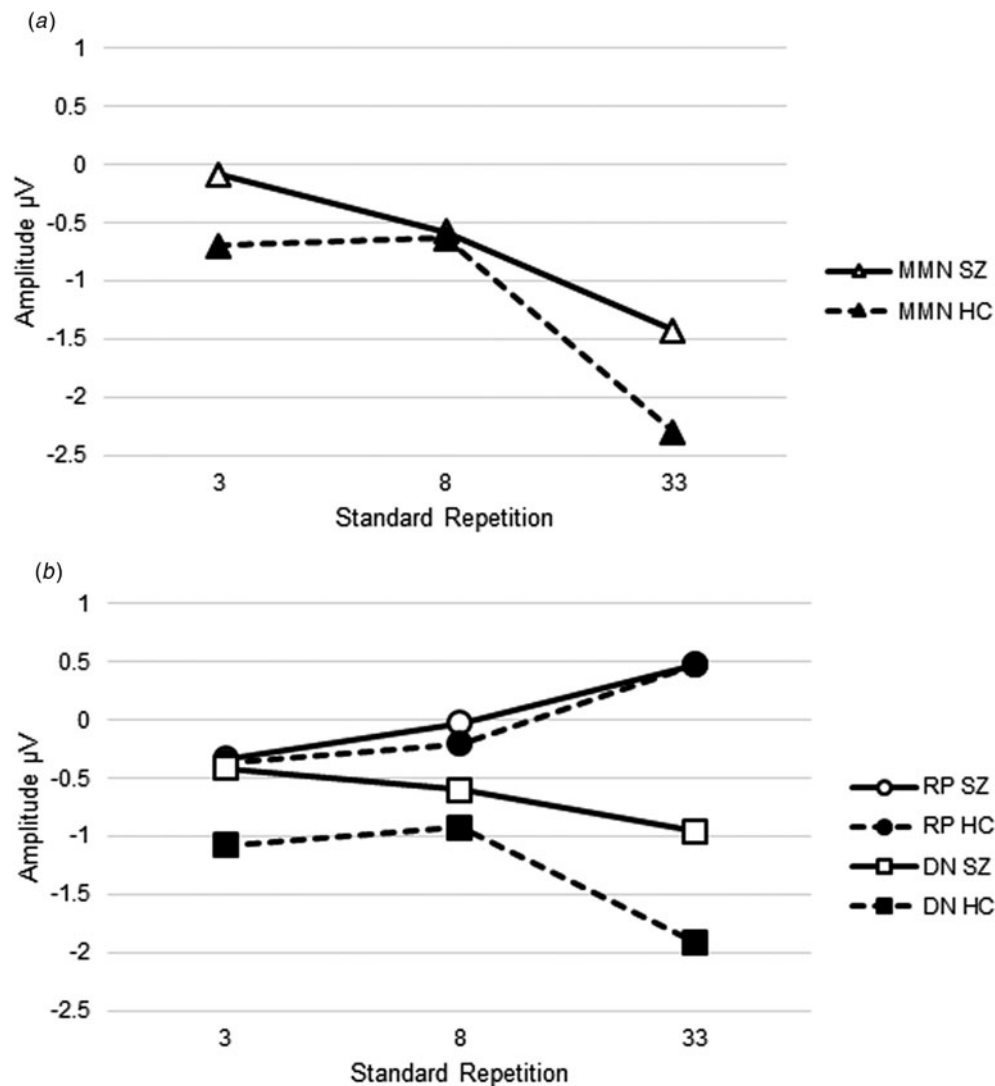 (a)
1
0.5
0
-0.5
-1
-1.5
-2
-2.5
Amplitude µV
3 8 33
Standard Repetition
MMN SZ
MMN HC
(b)
1
0.5
0
-0.5
-1
-1.5
-2
-2.5
Amplitude µV
3 8 33
Standard Repetition
RP SZ
RP HC
DN SZ
DN HC